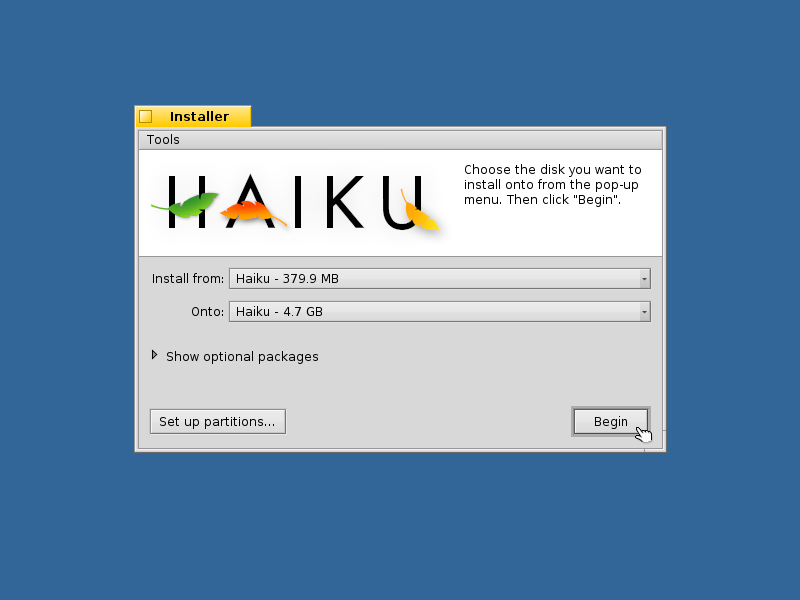 Installer
Tools
HAIKU
Choose the disk you want to
install onto from the pop-up
menu. Then click "Begin".
Install from: Haiku - 379.9 MB
Onto: Haiku - 4.7 GB
Show optional packages
Set up partitions...
Begin